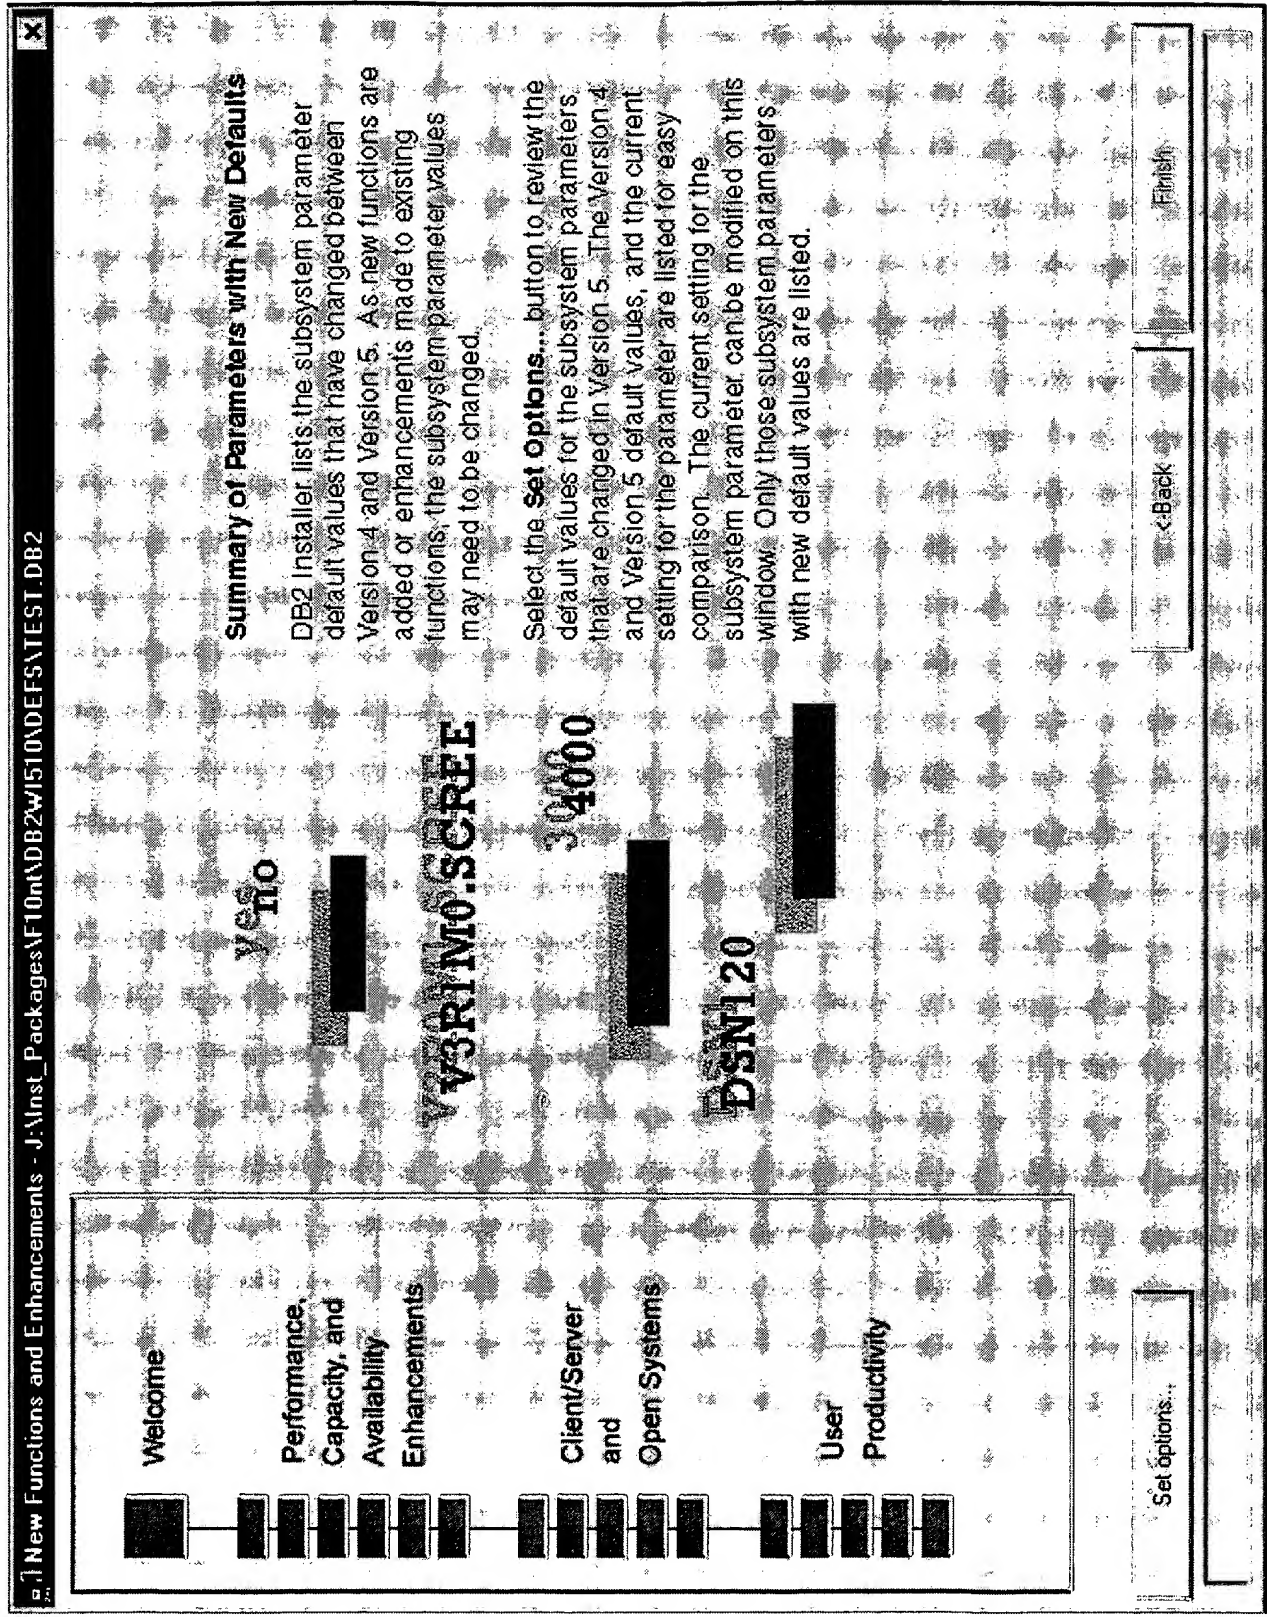 New Functions and Enhancements - J:\Inst_Packages\F10nt\DB2WI510\DEFS\TEST.DB2
Welcome
Performance,
Capacity, and
Availability
Enhancements
Client/Server
and
Open Systems
User
Productivity
yes
no
V3R1M0.SCREE
3000
4000
DSN120
Summary of Parameters with New Defaults
DB2 Installer lists the subsystem parameter
default values that have changed between
Version 4 and Version 5. As new functions are
added or enhancements made to existing
functions, the subsystem parameter values
may need to be changed.
Select the Set Options... button to review the
default values for the subsystem parameters
that are changed in Version 5. The Version 4
and Version 5 default values, and the current
setting for the parameter are listed for easy
comparison. The current setting for the
subsystem parameter can be modified on this
window. Only those subsystem parameters
with new default values are listed.
Set options...
<Back
Finish